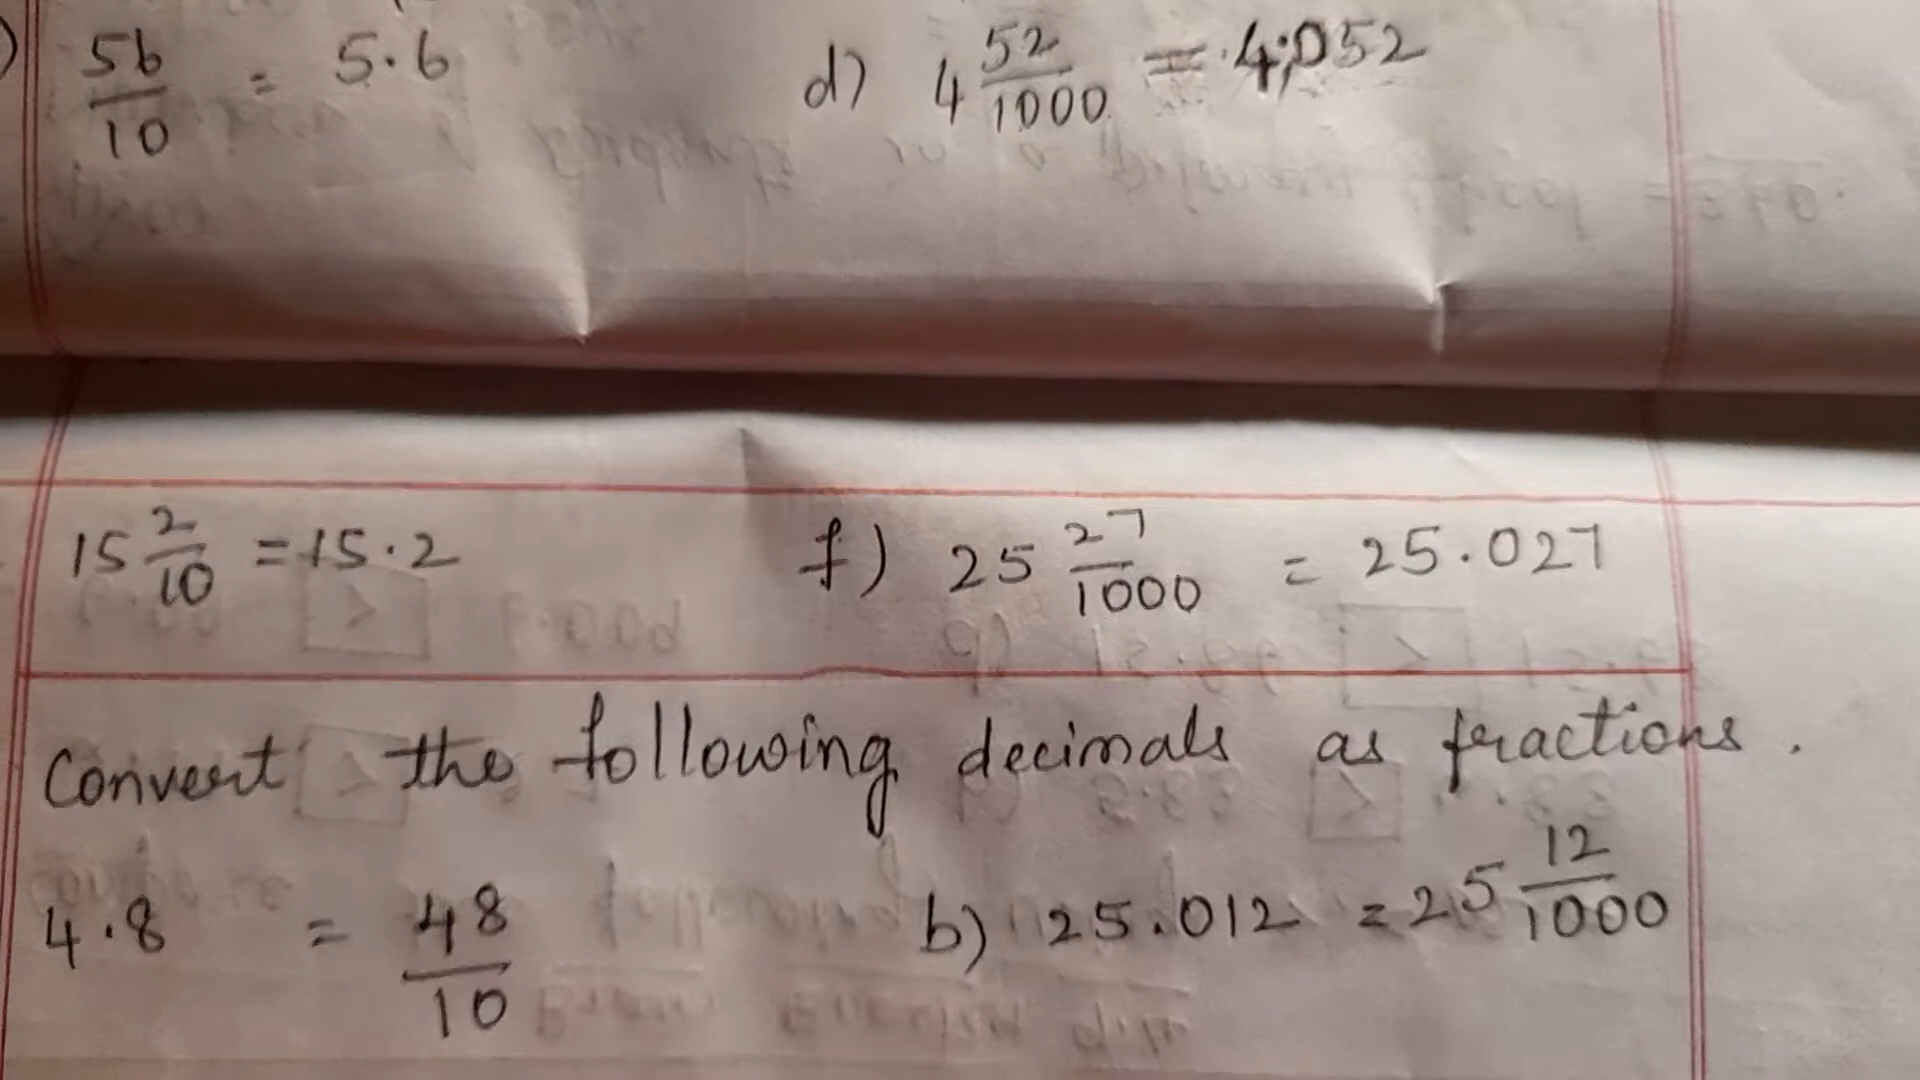 ) 56/10 = 5.6 d) 4 52/1000 = 4.052
15 2/10 = 15.2 f) 25 27/1000 = 25.027
Convert the following decimals as fractions.
4.8 = 48/10 b) 25.012 = 25 12/1000